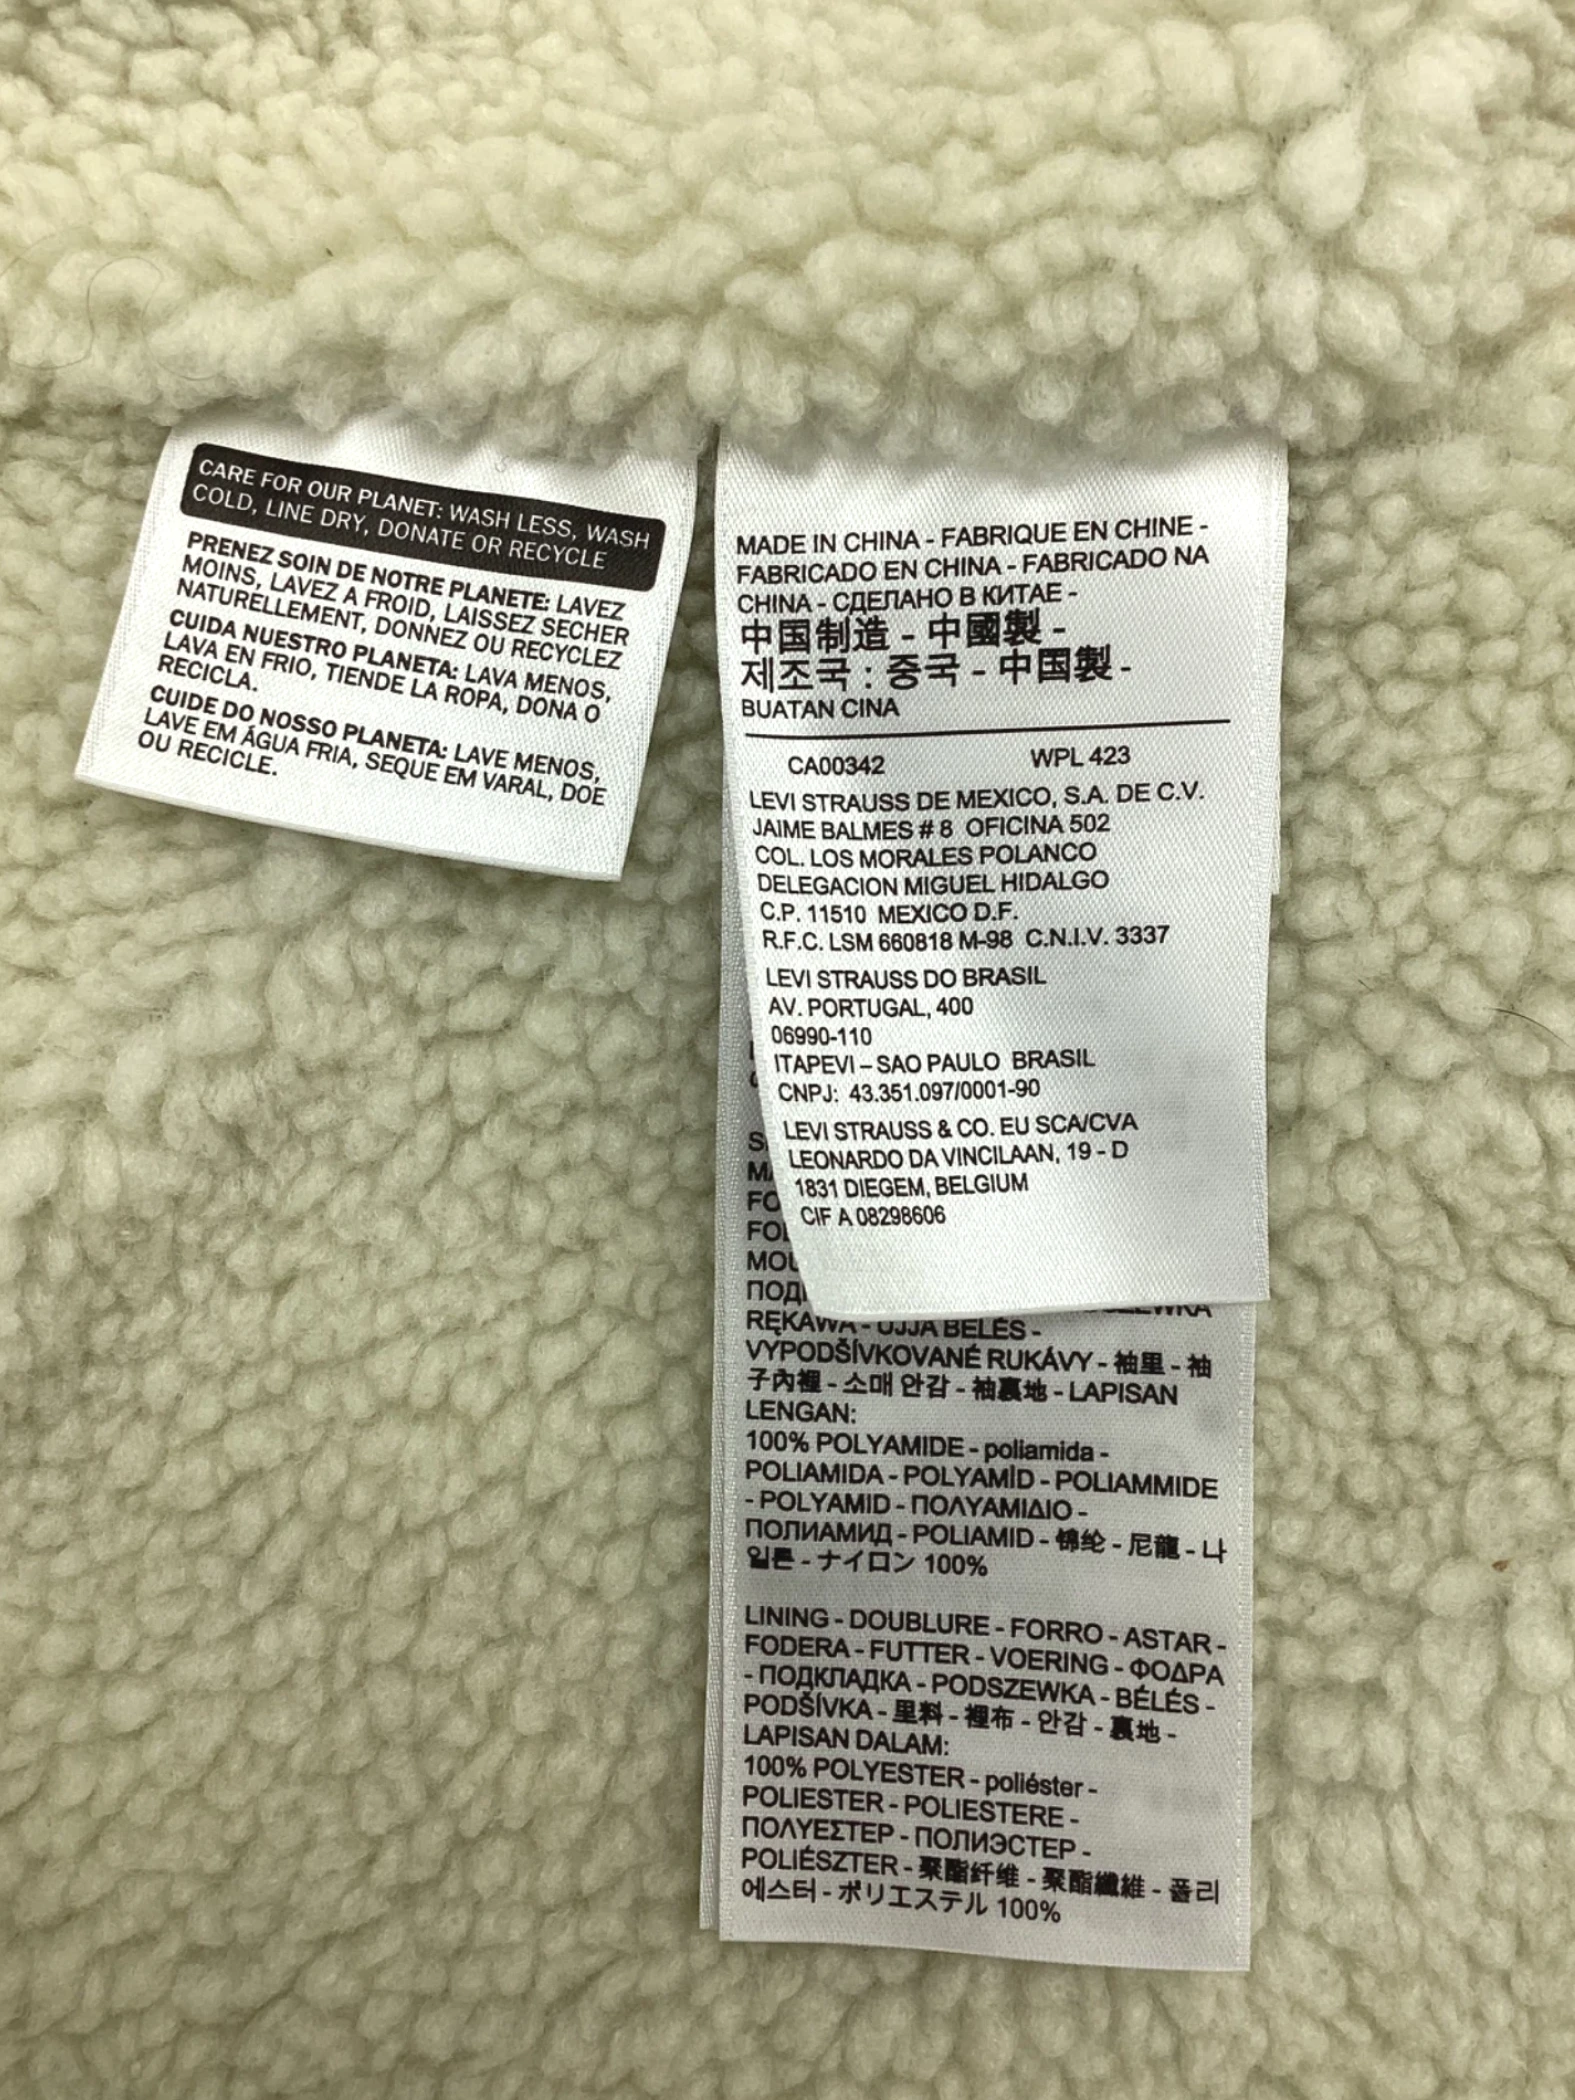 CARE FOR OUR PLANET: WASH LESS, WASH
COLD, LINE DRY, DONATE OR RECYCLE
PRENEZ SOIN DE NOTRE PLANETE: LAVEZ
MOINS, LAVEZ A FROID, LAISSEZ SECHER
NATURELLEMENT, DONNEZ OU RECYCLEZ
CUIDA NUESTRO PLANETA: LAVA MENOS,
LAVA EN FRIO, TIENDE LA ROPA, DONA O
RECICLA.
CUIDE DO NOSSO PLANETA: LAVE MENOS,
LAVE EM ÁGUA FRIA, SEQUE EM VARAL, DOE
OU RECICLE.
MADE IN CHINA - FABRIQUE EN CHINE -
FABRICADO EN CHINA - FABRICADO NA
CHINA - СДЕЛАНО В КИТАЕ -
中国制造 - 中國製 -
제조국 : 중국 - 中国製 -
BUATAN CINA
CA00342 WPL 423
LEVI STRAUSS DE MEXICO, S.A. DE C.V.
JAIME BALMES # 8 OFICINA 502
COL. LOS MORALES POLANCO
DELEGACION MIGUEL HIDALGO
C.P. 11510 MEXICO D.F.
R.F.C. LSM 660818 M-98 C.N.I.V. 3337
LEVI STRAUSS DO BRASIL
AV. PORTUGAL, 400
06990-110
ITAPEVI – SAO PAULO BRASIL
CNPJ: 43.351.097/0001-90
LEVI STRAUSS & CO. EU SCA/CVA
LEONARDO DA VINCILAAN, 19 - D
1831 DIEGEM, BELGIUM
CIF A 08298606
RĘKAWA - UJJA BÉLÉS -
VYPODŠÍVKOVANÉ RUKÁVY - 袖里 - 袖
子內裡 - 소매 안감 - 袖裏地 - LAPISAN
LENGAN:
100% POLYAMIDE - poliamida -
POLIAMIDA - POLYAMİD - POLIAMMIDE
- POLYAMID - ΠΟΛΥΑΜΙΔΙΟ -
ПОЛИАМИД - POLIAMID - 锦纶 - 尼龍 - 나
일론 - ナイロン 100%
LINING - DOUBLURE - FORRO - ASTAR -
FODERA - FUTTER - VOERING - ΦΟΔΡΑ
- ПОДКЛАДКА - PODSZEWKA - BÉLÉS -
PODŠÍVKA - 里料 - 裡布 - 안감 - 裏地 -
LAPISAN DALAM:
100% POLYESTER - poliéster -
POLIESTER - POLIESTERE -
ΠΟΛΥΕΣΤΕΡ - ПОЛИЭСТЕР -
POLIÉSZTER - 聚酯纤维 - 聚酯纖維 - 폴리
에스터 - ポリエステル 100%